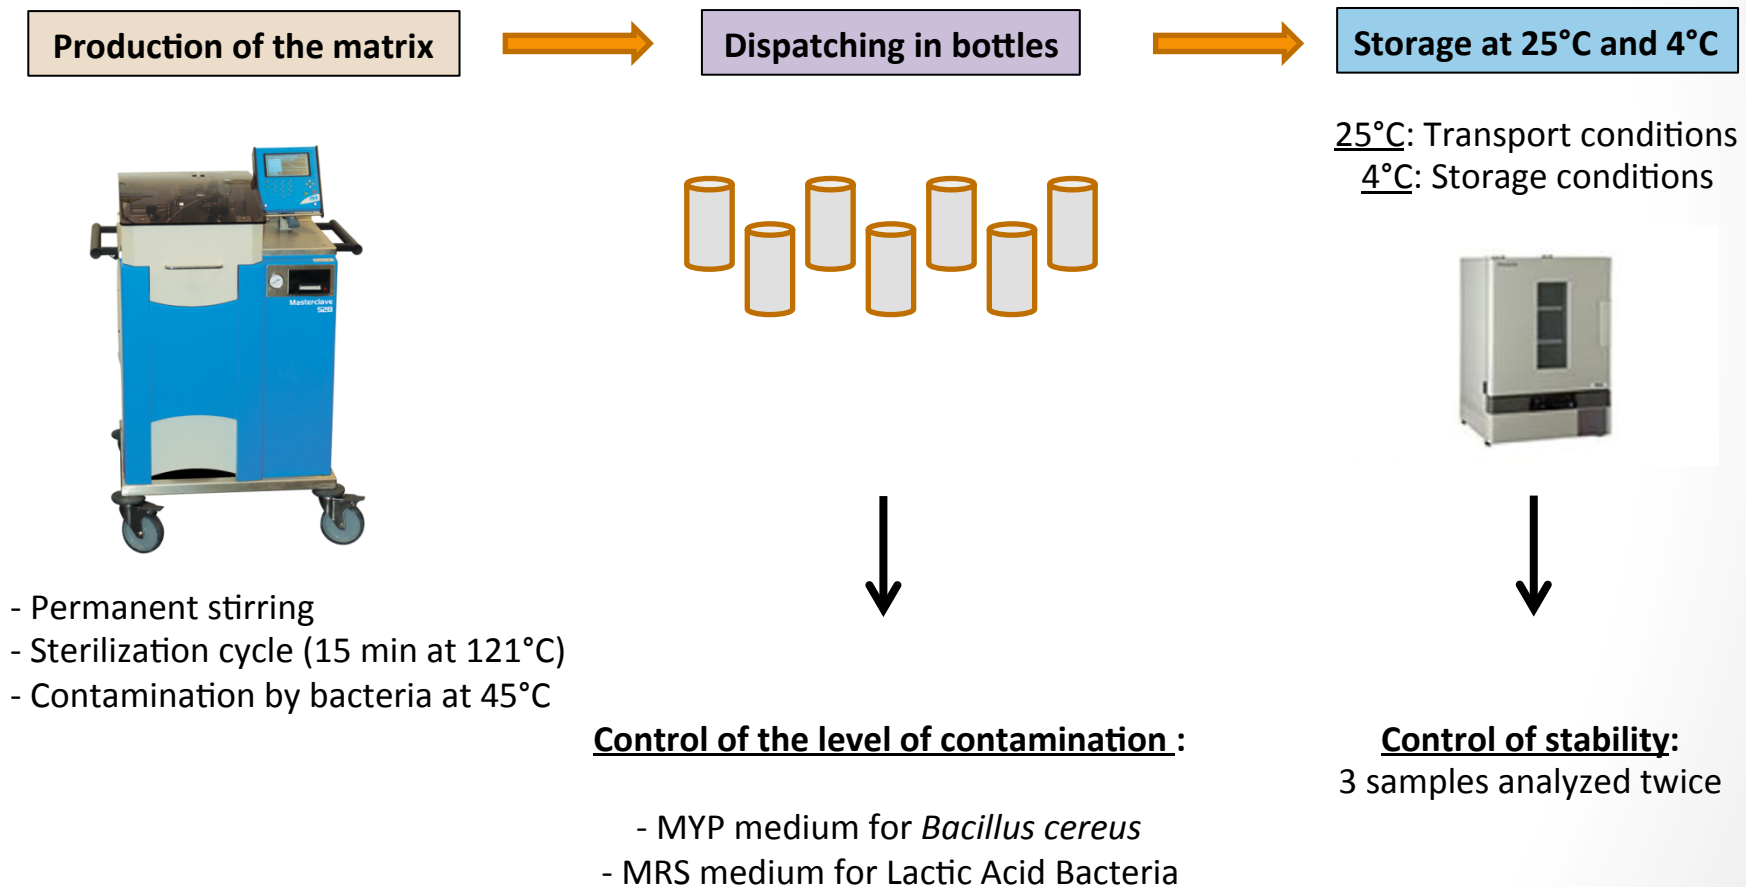 Production of the matrix
Dispatching in bottles
Storage at 25°C and 4°C
25°C: Transport conditions
4°C: Storage conditions
Masterclave
528
- Permanent stirring
- Sterilization cycle (15 min at 121°C)
- Contamination by bacteria at 45°C
Control of the level of contamination :
- MYP medium for Bacillus cereus
- MRS medium for Lactic Acid Bacteria
Control of stability:
3 samples analyzed twice